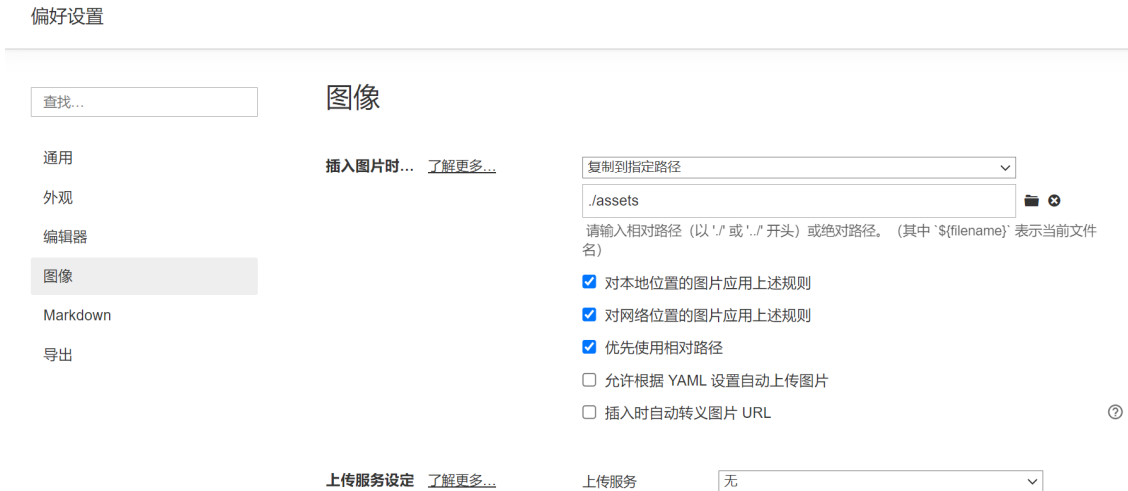 偏好设置
查找...
图像
通用
外观
编辑器
图像
Markdown
导出
插入图片时... 了解更多...
复制到指定路径
./assets
请输入相对路径（以 './' 或 '../' 开头）或绝对路径。（其中 `${filename}` 表示当前文件
名）
对本地位置的图片应用上述规则
对网络位置的图片应用上述规则
优先使用相对路径
允许根据 YAML 设置自动上传图片
插入时自动转义图片 URL
上传服务设定 了解更多... 上传服务 无